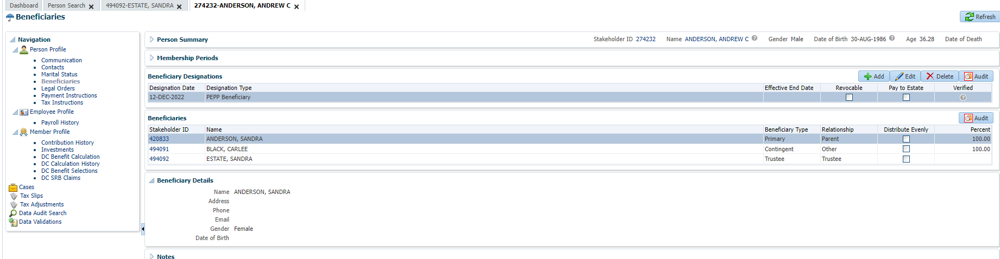 Dashboard Person Search 494092-ESTATE, SANDRA 274232-ANDERSON, ANDREW C
Beneficiaries
Refresh
Navigation
Person Profile
Communication
Contacts
Marital Status
Beneficiaries
Legal Orders
Payment Instructions
Tax Instructions
Employee Profile
Payroll History
Member Profile
Contribution History
Investments
DC Benefit Calculation
DC Calculation History
DC Benefit Selections
DC SRB Claims
Cases
Tax Slips
Tax Adjustments
Data Audit Search
Data Validations
Person Summary Stakeholder ID 274232 Name ANDERSON, ANDREW C Gender Male Date of Birth 30-AUG-1986 Age 36.28 Date of Death
Membership Periods
Beneficiary Designations Add Edit Delete Audit
Designation Date Designation Type Effective End Date Revocable Pay to Estate Verified
12-DEC-2022 PEPP Beneficiary
Beneficiaries Audit
Stakeholder ID Name Beneficiary Type Relationship Distribute Evenly Percent
420833 ANDERSON, SANDRA Primary Parent 100.00
494091 BLACK, CARLEE Contingent Other 100.00
494092 ESTATE, SANDRA Trustee Trustee
Beneficiary Details
Name ANDERSON, SANDRA
Address
Phone
Email
Gender Female
Date of Birth
Notes